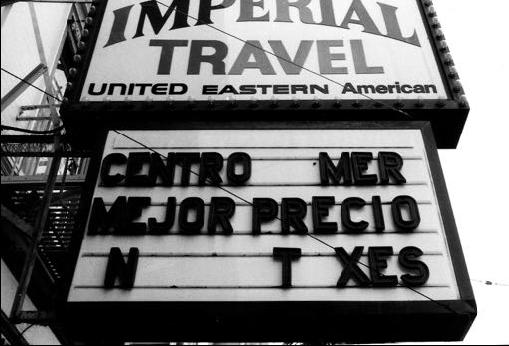 IMPERIAL
TRAVEL
UNITED EASTERN American
CENTRO MER
MEJOR PRECIO
N T XES